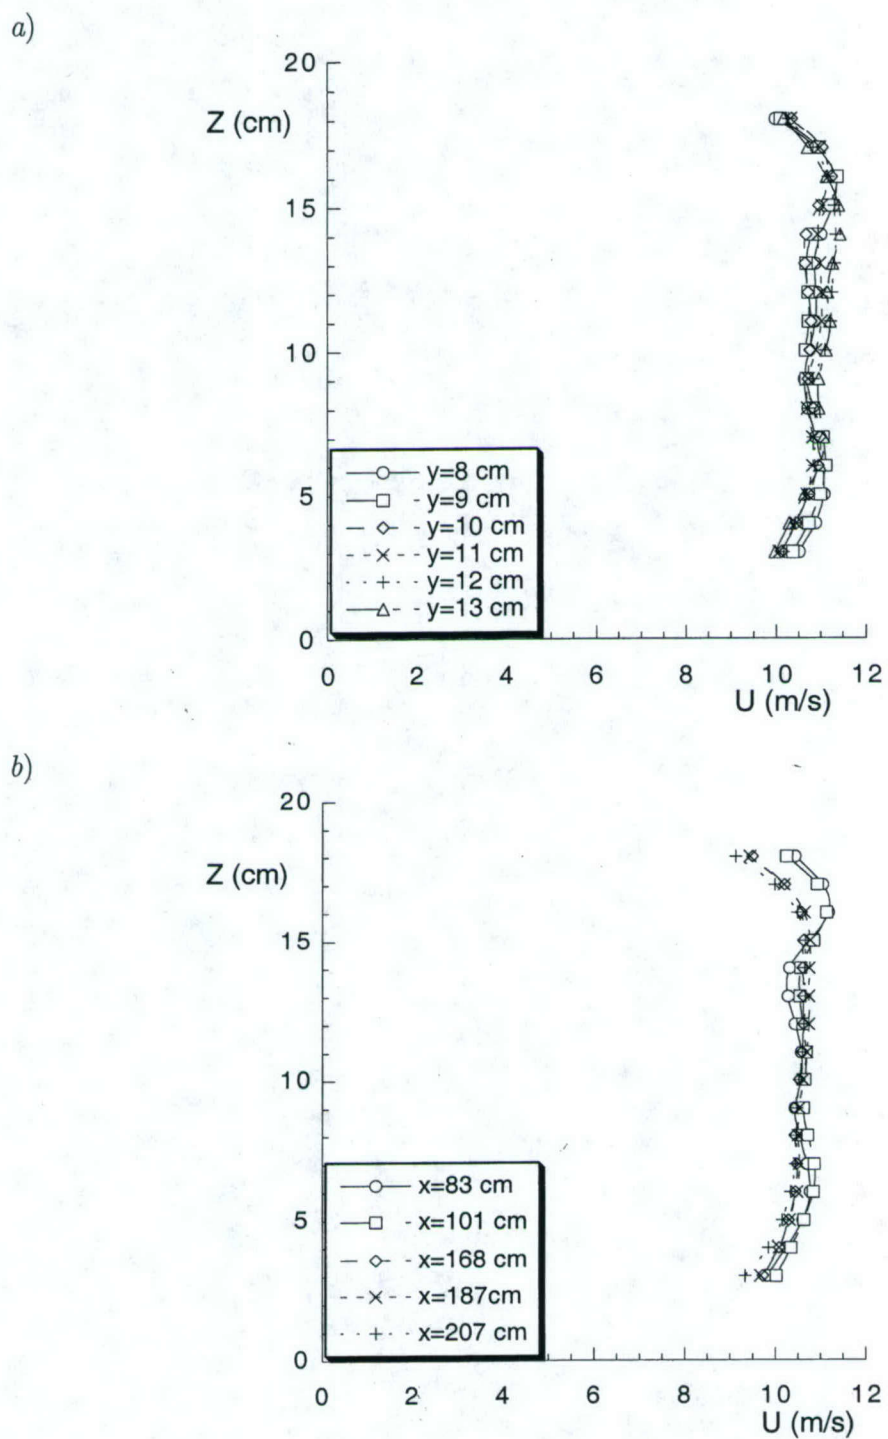 a)
20
Z (cm)
15
10
y=8 cm
y=9 cm
5
y=10 cm
y=11 cm
y=12 cm
y=13 cm
0
0 2 4 6 8 10 12
U (m/s)
b)
20
Z (cm)
15
10
x=83 cm
5
x=101 cm
x=168 cm
x=187cm
x=207 cm
0
0 2 4 6 8 10 12
U (m/s)